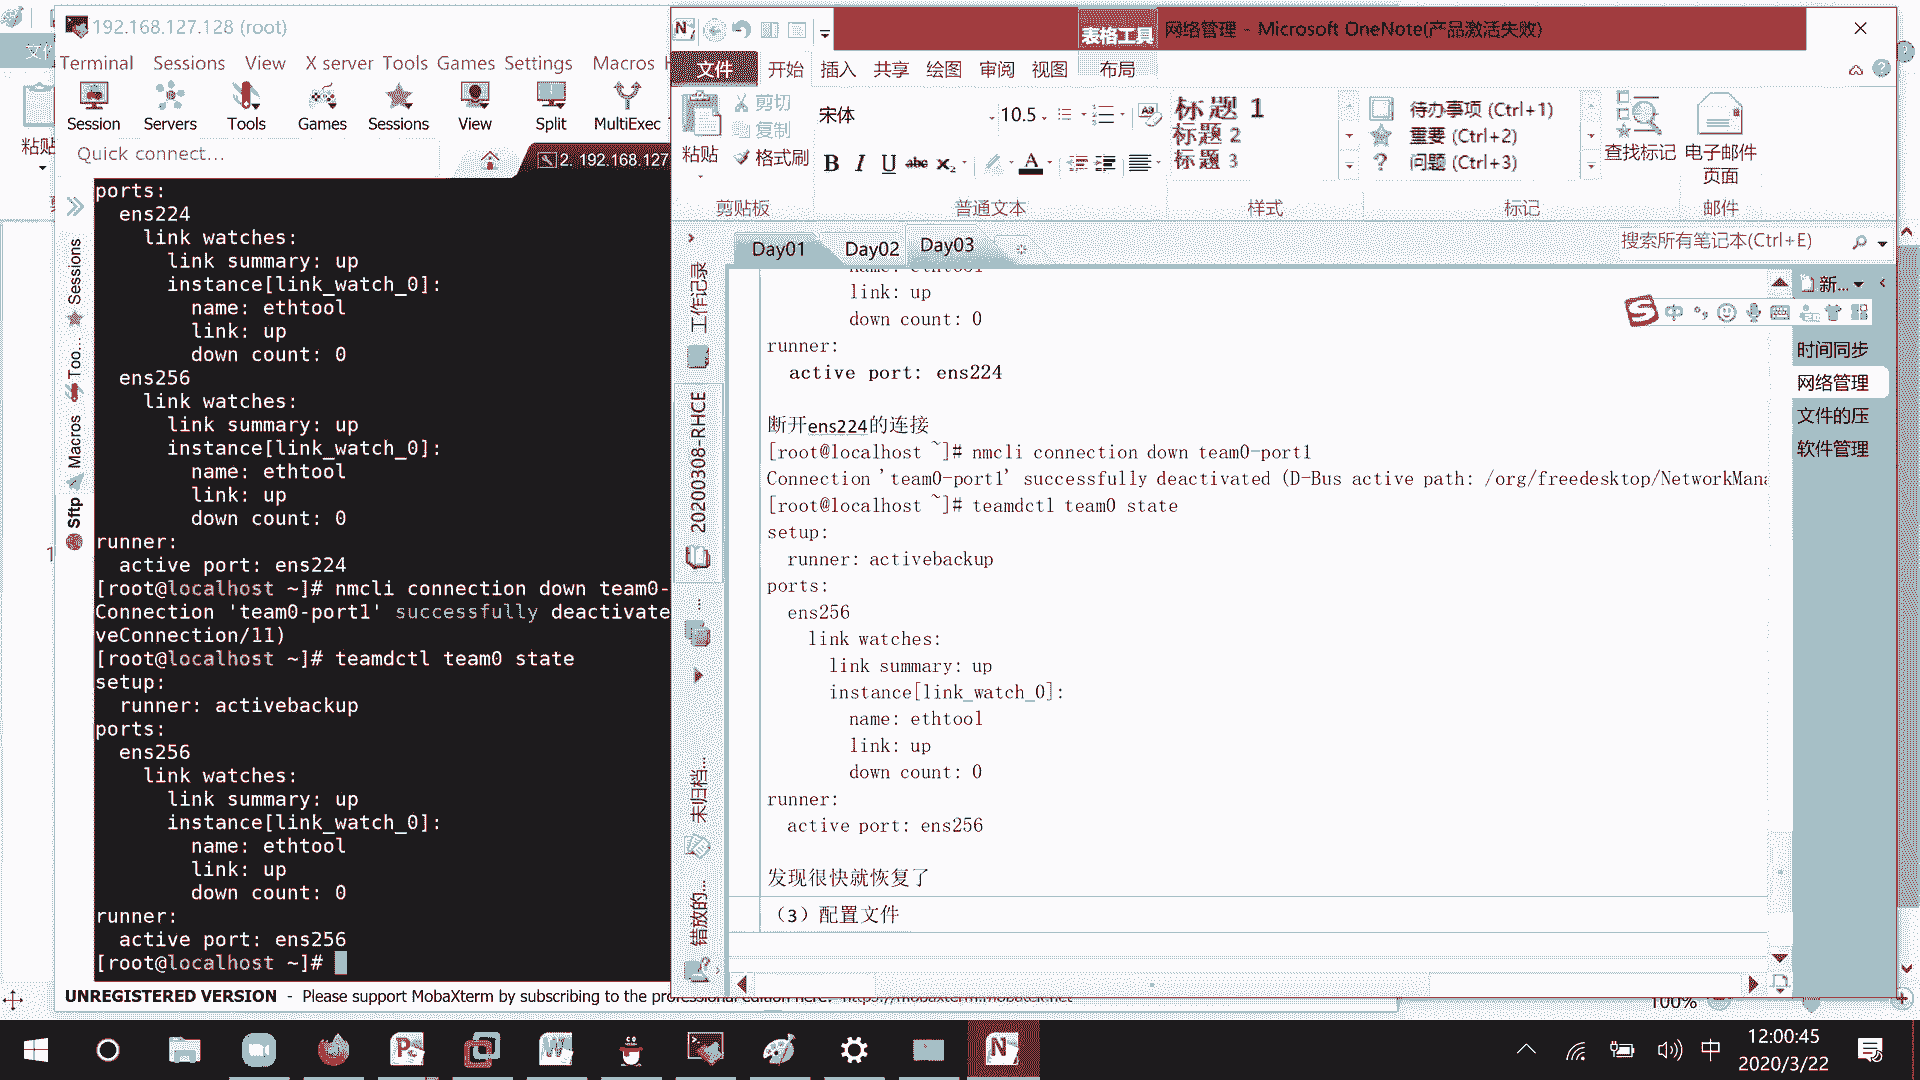 192.168.127.128 (root)
Terminal Sessions View X server Tools Games Settings Macros
Session Servers Tools Games Sessions View Split MultiExec
Quick connect...
2. 192.168.127
Sessions
Too...
Macros
Sftp
ports:
ens224
link watches:
link summary: up
instance[link_watch_0]:
name: ethtool
link: up
down count: 0
ens256
link watches:
link summary: up
instance[link_watch_0]:
name: ethtool
link: up
down count: 0
runner:
active port: ens224
[root@localhost ~]# nmcli connection down team0-
Connection 'team0-port1' successfully deactivate
veConnection/11)
[root@localhost ~]# teamdctl team0 state
setup:
runner: activebackup
ports:
ens256
link watches:
link summary: up
instance[link_watch_0]:
name: ethtool
link: up
down count: 0
runner:
active port: ens256
[root@localhost ~]#
UNREGISTERED VERSION - Please support MobaXterm by subscribing to the professional edition here: https://mobaxterm.mobatek.net
表格工具 网络管理 - Microsoft OneNote(产品激活失败)
文件 开始 插入 共享 绘图 审阅 视图 布局
粘贴
剪切
复制
格式刷
剪贴板
宋体 10.5
B I U abc x₂ A
普通文本
标题 1
标题 2
标题 3
样式
待办事项 (Ctrl+1)
重要 (Ctrl+2)
问题 (Ctrl+3)
标记
查找标记
电子邮件
页面
邮件
Day01 Day02 Day03
搜索所有笔记本(Ctrl+E)
工作记录
20200308-RHCE
未归档...
错放的...
name: ethtool
link: up
down count: 0
runner:
active port: ens224
断开ens224的连接
[root@localhost ~]# nmcli connection down team0-port1
Connection 'team0-port1' successfully deactivated (D-Bus active path: /org/freedesktop/NetworkMana
[root@localhost ~]# teamdctl team0 state
setup:
runner: activebackup
ports:
ens256
link watches:
link summary: up
instance[link_watch_0]:
name: ethtool
link: up
down count: 0
runner:
active port: ens256
发现很快就恢复了
（3）配置文件
新...
时间同步
网络管理
文件的压
软件管理
中
粘贴
100%
中
12:00:45
2020/3/22